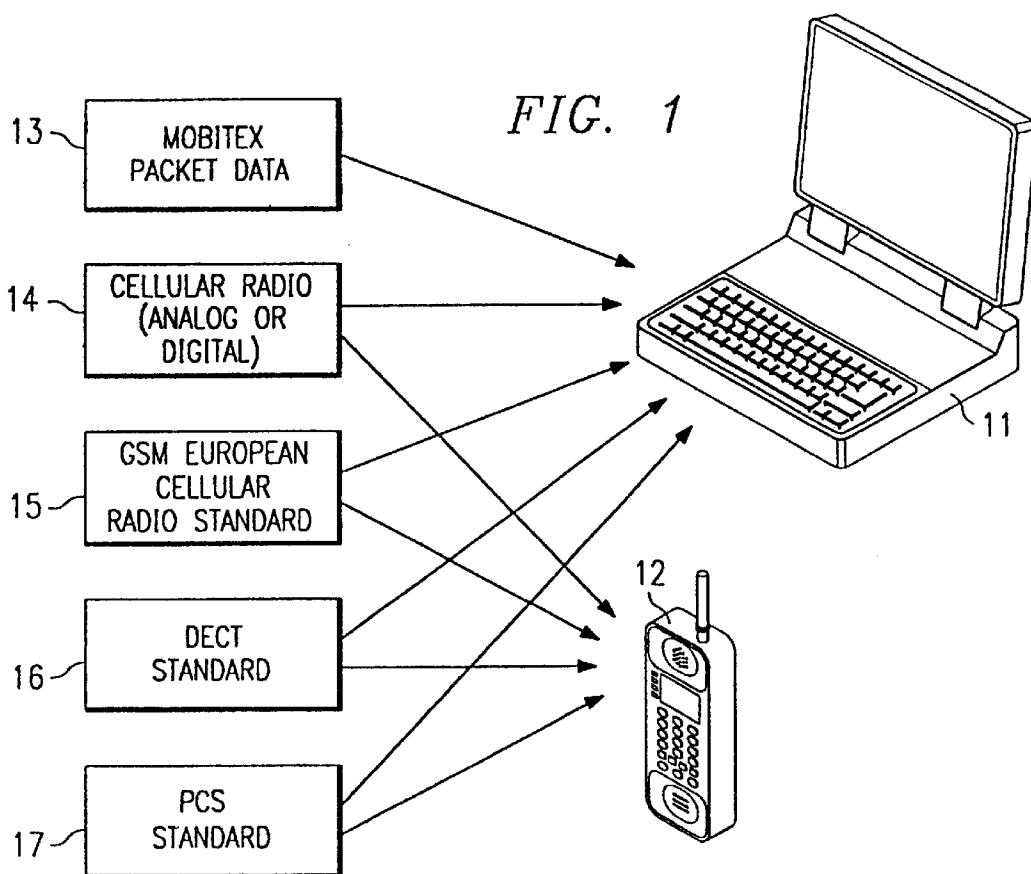 FIG. 1
13
MOBITEX
PACKET DATA
14
CELLULAR RADIO
(ANALOG OR
DIGITAL)
11
15
GSM EUROPEAN
CELLULAR
RADIO STANDARD
12
16
DECT
STANDARD
17
PCS
STANDARD